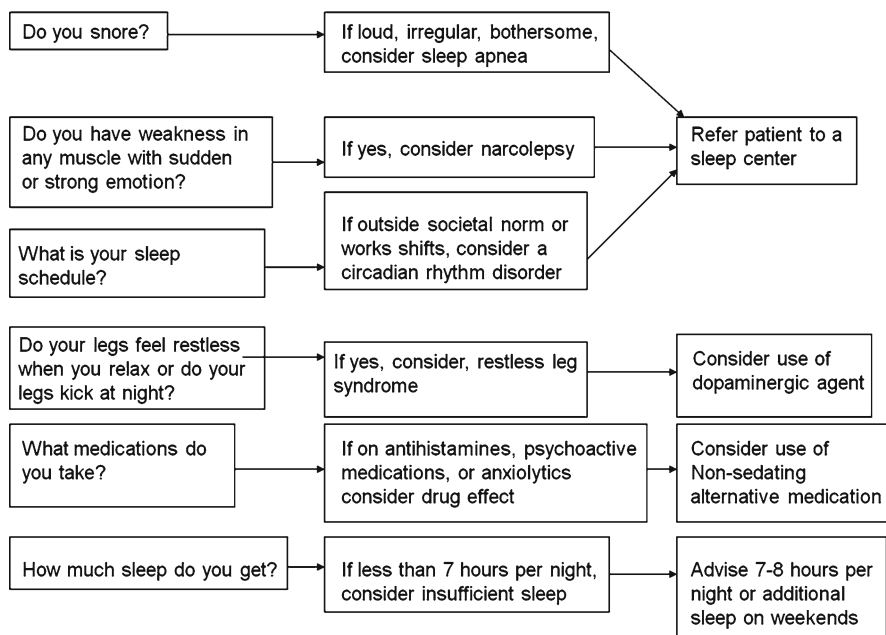 Do you snore?
If loud, irregular, bothersome,
consider sleep apnea
Do you have weakness in
any muscle with sudden
or strong emotion?
If yes, consider narcolepsy
Refer patient to a
sleep center
What is your sleep
schedule?
If outside societal norm or
works shifts, consider a
circadian rhythm disorder
Do your legs feel restless
when you relax or do your
legs kick at night?
If yes, consider, restless leg
syndrome
Consider use of
dopaminergic agent
What medications do
you take?
If on antihistamines, psychoactive
medications, or anxiolytics
consider drug effect
Consider use of
Non-sedating
alternative medication
How much sleep do you get?
If less than 7 hours per night,
consider insufficient sleep
Advise 7-8 hours per
night or additional
sleep on weekends